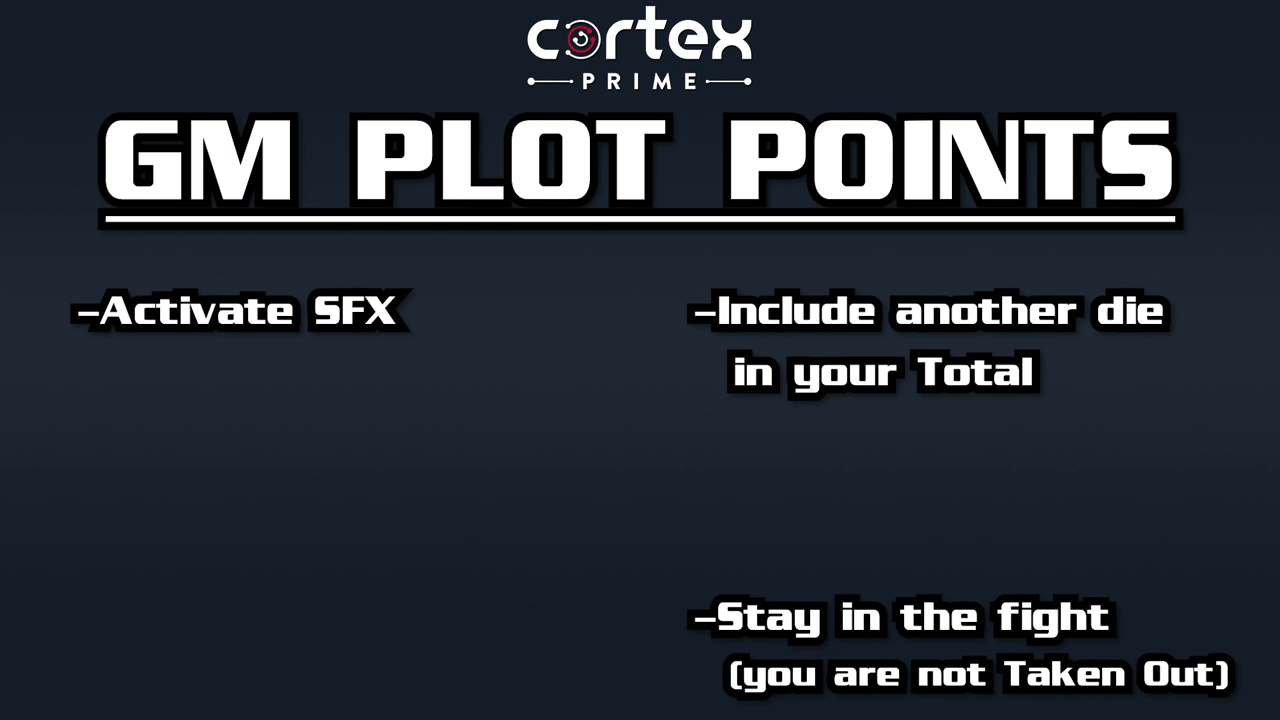 cortex
PRIME
GM PLOT POINTS
-Activate SFX
-Include another die
in your Total
-Stay in the fight
(you are not Taken Out)